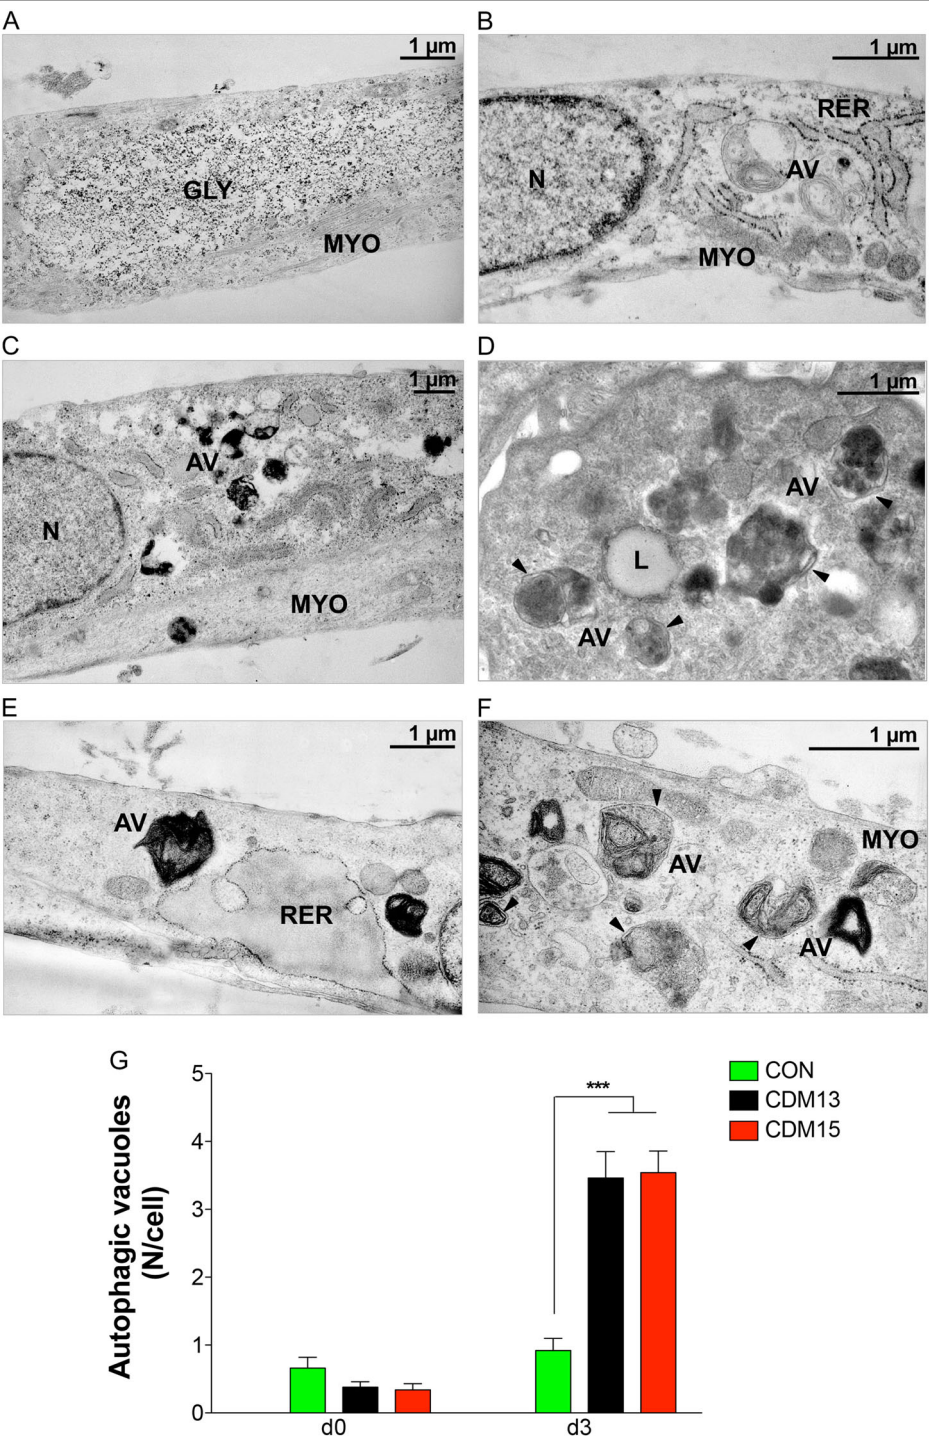 A
1 µm
GLY
MYO
B
1 µm
RER
AV
N
MYO
C
1 µm
AV
N
MYO
D
1 µm
AV
L
AV
E
1 µm
AV
RER
F
1 µm
MYO
AV
AV
G
Autophagic vacuoles
(N/cell)
5
4
3
2
1
0
***
d0
d3
CON
CDM13
CDM15